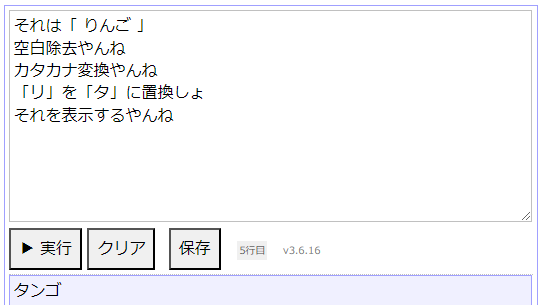 それは「 りんご 」
空白除去やんね
カタカナ変換やんね
「リ」を「タ」に置換しょ
それを表示するやんね
▶ 実行 クリア 保存 5行目 v3.6.16
タンゴ